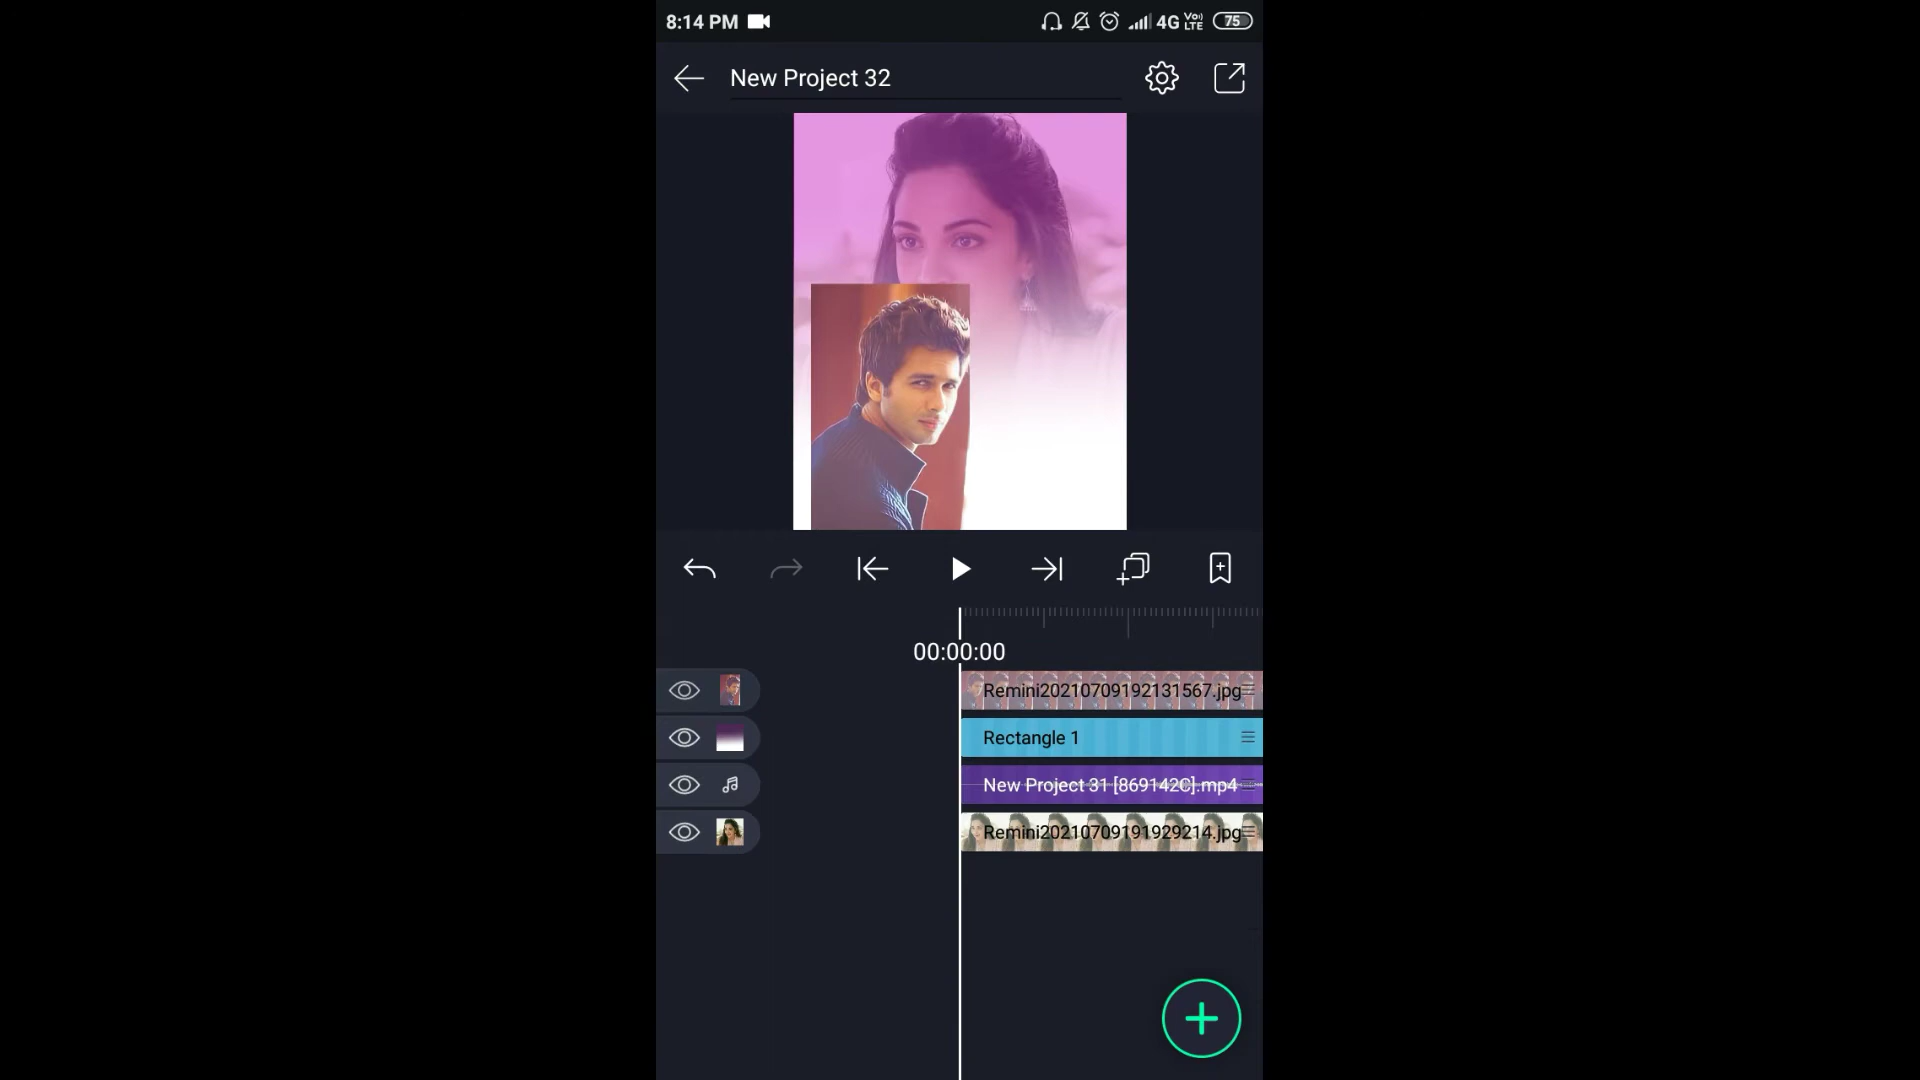 8:14 PM
4G Vo) LTE 75
New Project 32
00:00:00
Remini20210709192131567.jpg
Rectangle 1
New Project 31 [869142C].mp4
Remini20210709191929214.jpg